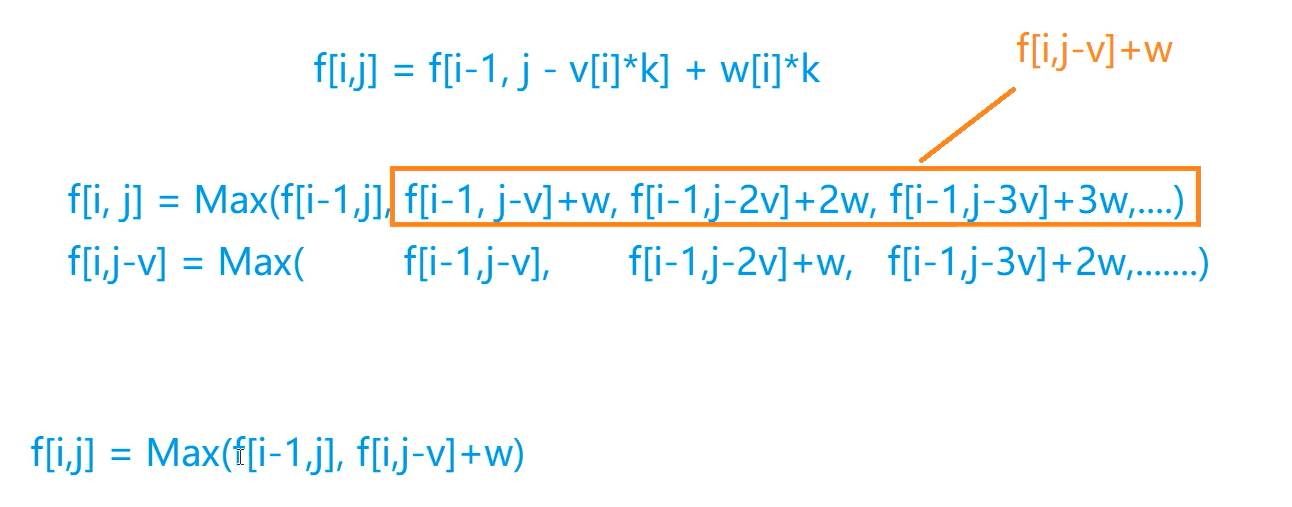 f[i,j] = f[i-1, j - v[i]*k] + w[i]*k
f[i,j-v]+w
f[i, j] = Max(f[i-1,j], f[i-1, j-v]+w, f[i-1,j-2v]+2w, f[i-1,j-3v]+3w,....)
f[i,j-v] = Max( f[i-1,j-v], f[i-1,j-2v]+w, f[i-1,j-3v]+2w,.......)
f[i,j] = Max(f[i-1,j], f[i,j-v]+w)